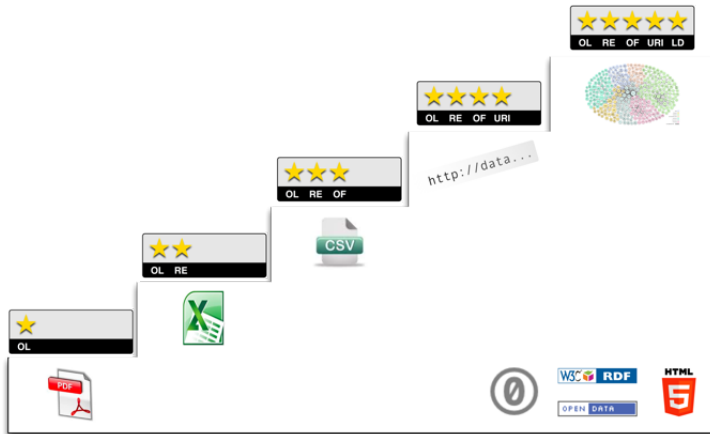 OL RE OF URI LD
OL RE OF URI
http://data...
OL RE OF
CSV
OL RE
X
OL
PDF
0
W3C RDF
OPEN DATA
HTML
5